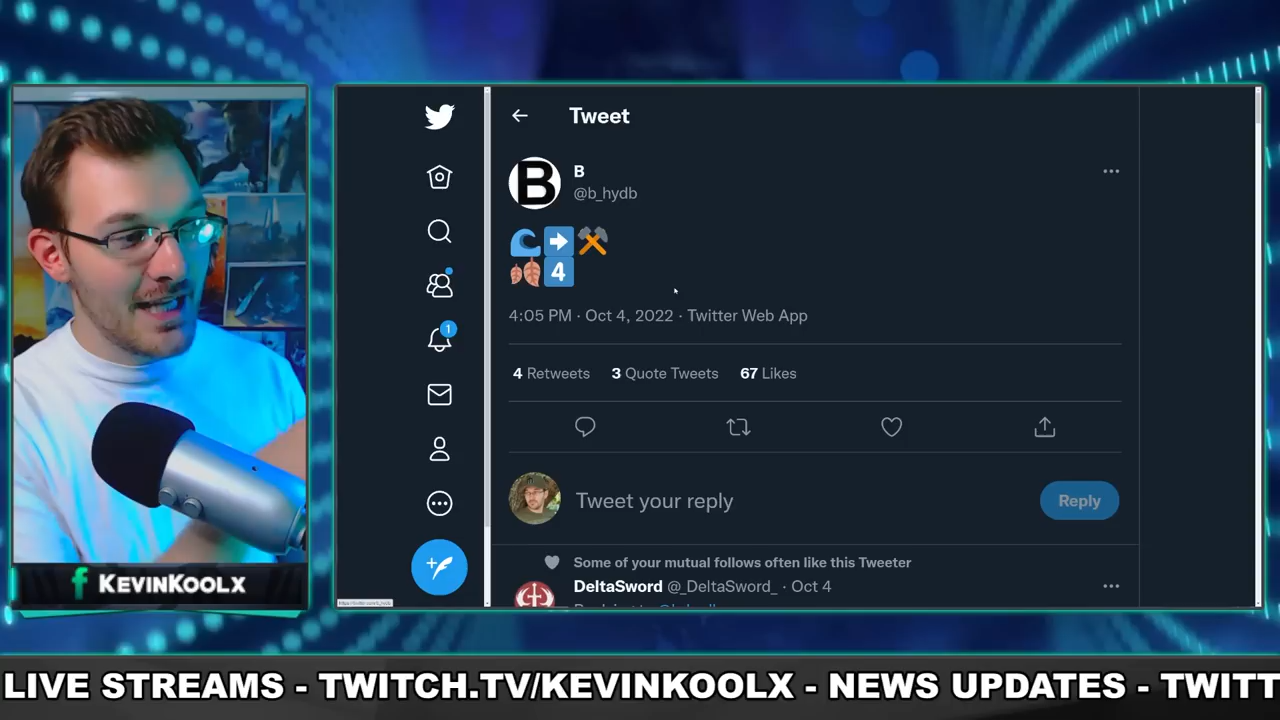 Tweet
B
B
@b_hydb
🌊➡️⚒️
🍂4️⃣
4:05 PM · Oct 4, 2022 · Twitter Web App
4 Retweets 3 Quote Tweets 67 Likes
1
Tweet your reply
Reply
Some of your mutual follows often like this Tweeter
DeltaSword @_DeltaSword_ · Oct 4
f KEVINKOOLX
LIVE STREAMS - TWITCH.TV/KEVINKOOLX - NEWS UPDATES - TWITT